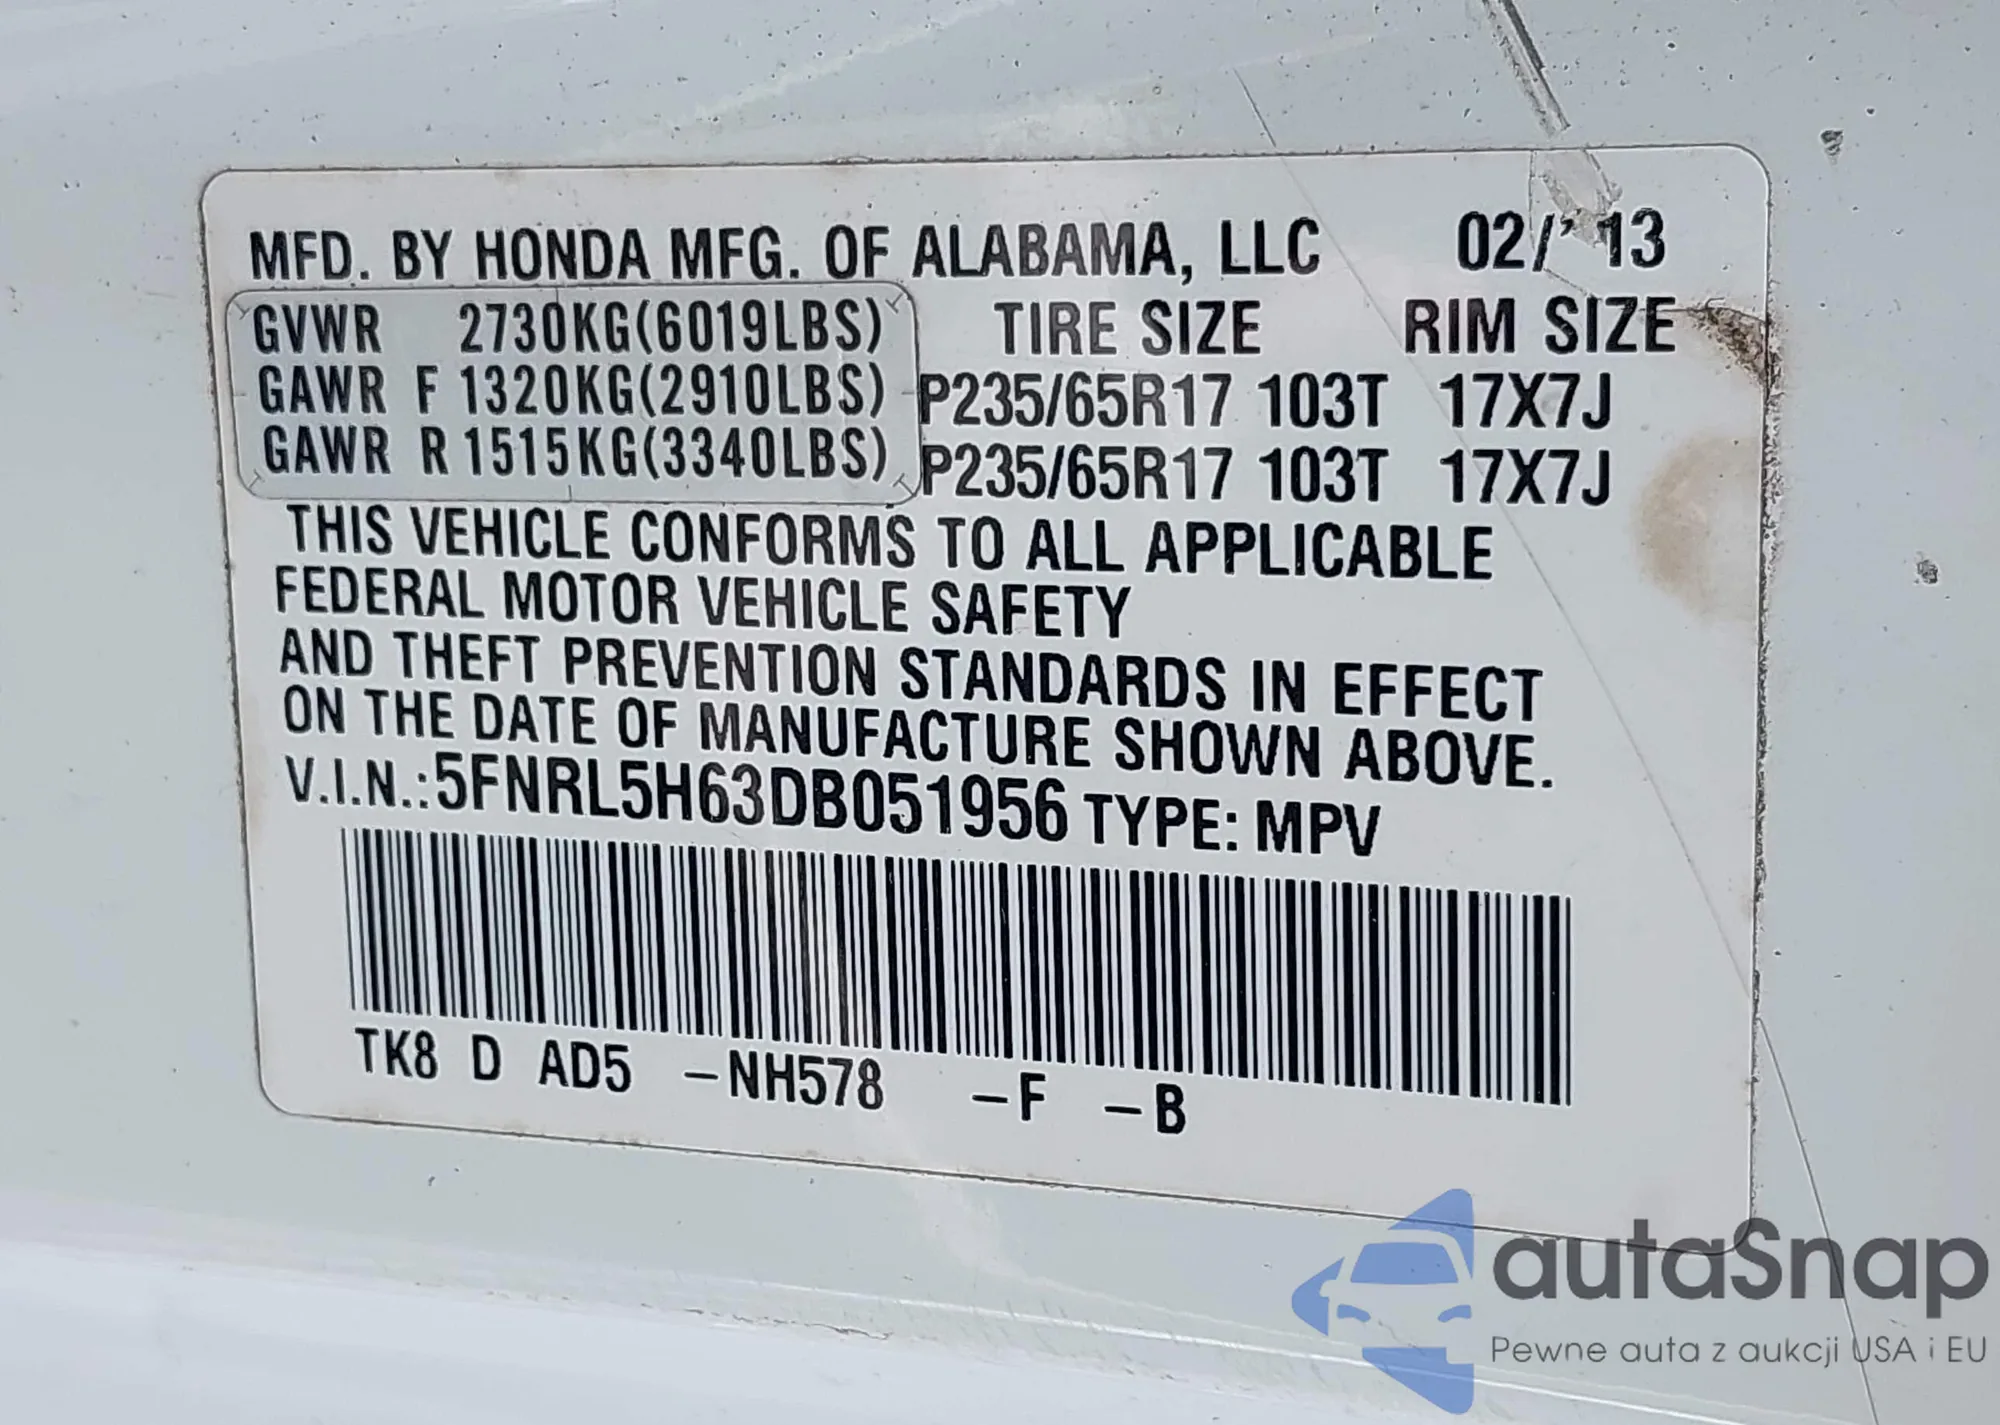 MFD. BY HONDA MFG. OF ALABAMA, LLC 02/'13
GVWR 2730KG(6019LBS) TIRE SIZE RIM SIZE
GAWR F 1320KG(2910LBS) P235/65R17 103T 17X7J
GAWR R 1515KG(3340LBS) P235/65R17 103T 17X7J
THIS VEHICLE CONFORMS TO ALL APPLICABLE
FEDERAL MOTOR VEHICLE SAFETY
AND THEFT PREVENTION STANDARDS IN EFFECT
ON THE DATE OF MANUFACTURE SHOWN ABOVE.
V.I.N.:5FNRL5H63DB051956 TYPE: MPV
TK8 D AD5 -NH578 -F -B
autaSnap
Pewne auta z aukcji USA i EU